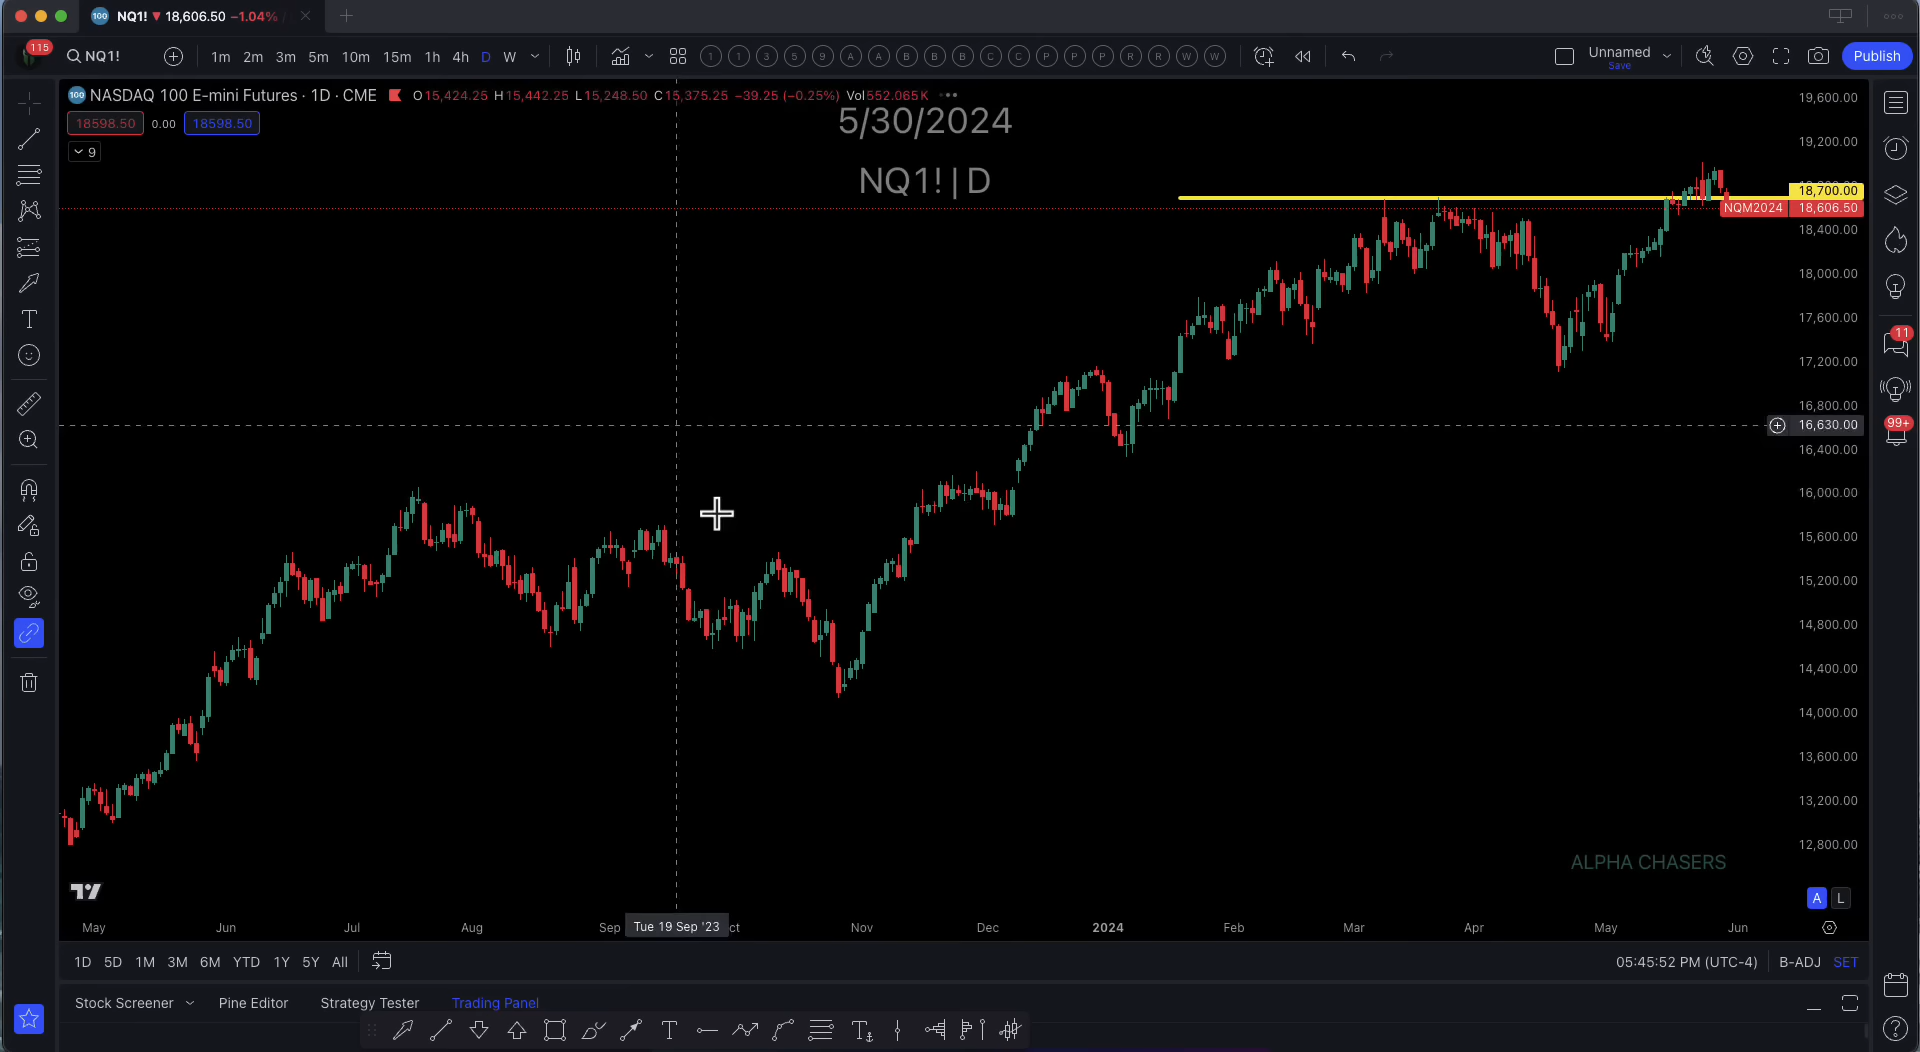 NQ1! ▼ 18,606.50 −1.04% /
115 NQ1! 1m 2m 3m 5m 10m 15m 1h 4h D W 1 1 3 5 9 A A B B B C C P P P R R W W Unnamed Publish
Save
NASDAQ 100 E-mini Futures · 1D · CME O15,424.25 H15,442.25 L15,248.50 C15,375.25 −39.25 (−0.25%) Vol552.065K
18598.50 0.00 18598.50
9
5/30/2024
NQ1! | D
19,600.00
19,200.00
18,700.00
NQM2024 18,606.50
18,400.00
18,000.00
17,600.00
17,200.00
16,800.00
16,630.00
16,400.00
16,000.00
15,600.00
15,200.00
14,800.00
14,400.00
14,000.00
13,600.00
13,200.00
12,800.00
11
99+
ALPHA CHASERS
A L
May Jun Jul Aug Sep Tue 19 Sep '23 ct Nov Dec 2024 Feb Mar Apr May Jun
1D 5D 1M 3M 6M YTD 1Y 5Y All 05:45:52 PM (UTC-4) B-ADJ SET
Stock Screener Pine Editor Strategy Tester Trading Panel